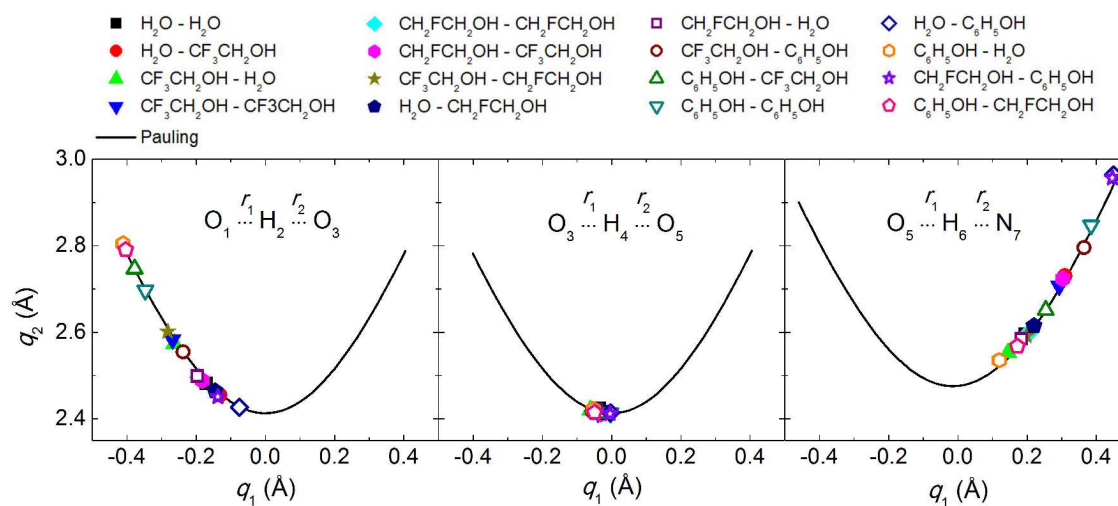 H₂O - H₂O CH₂FCH₂OH - CH₂FCH₂OH CH₂FCH₂OH - H₂O H₂O - C₆H₅OH
H₂O - CF₃CH₂OH CH₂FCH₂OH - CF₃CH₂OH CF₃CH₂OH - C₆H₅OH C₆H₅OH - H₂O
CF₃CH₂OH - H₂O CF₃CH₂OH - CH₂FCH₂OH C₆H₅OH - CF₃CH₂OH CH₂FCH₂OH - C₆H₅OH
CF₃CH₂OH - CF3CH₂OH H₂O - CH₂FCH₂OH C₆H₅OH - C₆H₅OH C₆H₅OH - CH₂FCH₂OH
Pauling
3.0
2.8
2.6
2.4
q₂ (Å)
r₁ r₂
O₁ ... H₂ ... O₃
r₁ r₂
O₃ ... H₄ ... O₅
r₁ r₂
O₅ ... H₆ ... N₇
-0.4 -0.2 0.0 0.2 0.4 -0.4 -0.2 0.0 0.2 0.4 -0.4 -0.2 0.0 0.2 0.4
q₁ (Å) q₁ (Å) q₁ (Å)